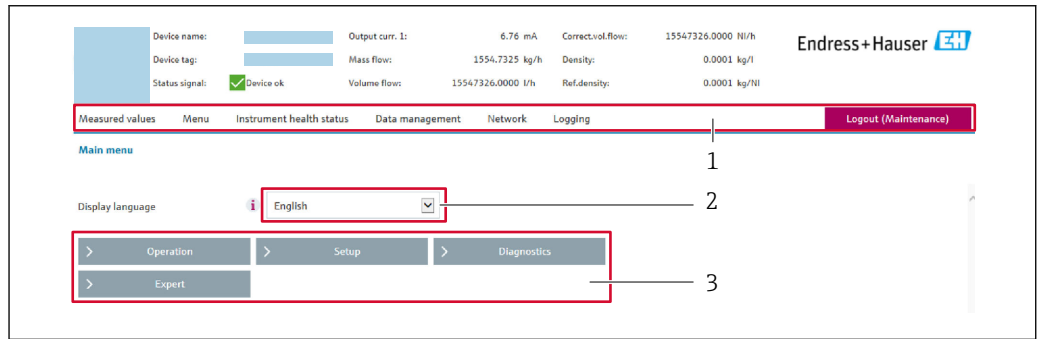 Device name: Output curr. 1: 6.76 mA Correct.vol.flow: 15547326.0000 Nl/h
Endress+Hauser EH
Device tag: Mass flow: 1554.7325 kg/h Density: 0.0001 kg/l
Status signal: Device ok Volume flow: 15547326.0000 l/h Ref.density: 0.0001 kg/Nl
Measured values Menu Instrument health status Data management Network Logging Logout (Maintenance)
1
Main menu
Display language i English 2
> Operation > Setup > Diagnostics
> Expert 3